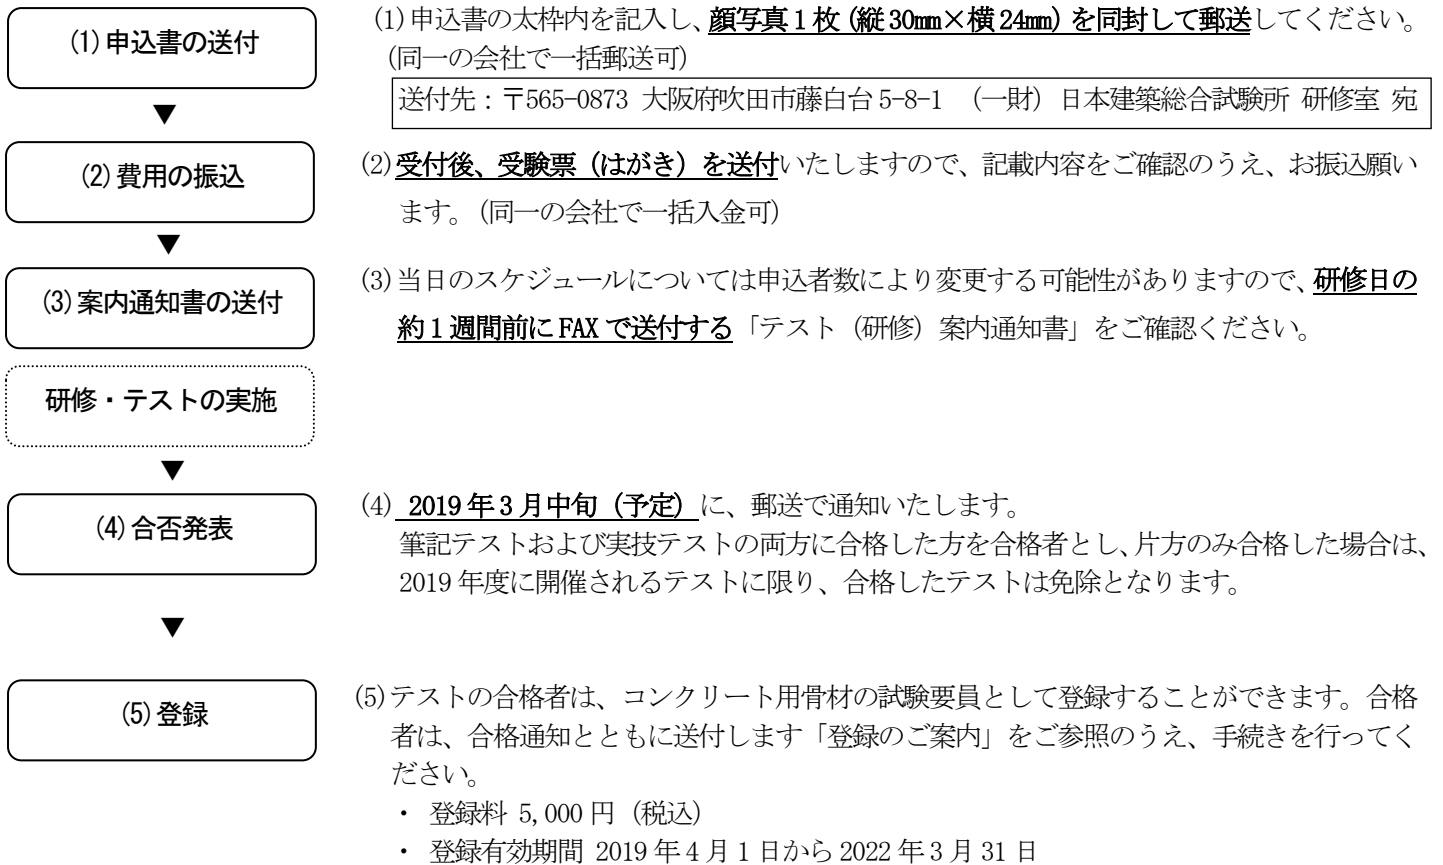 (1)申込書の送付
(1)申込書の太枠内を記入し、顔写真1枚(縦30mm×横24mm)を同封して郵送してください。
(同一の会社で一括郵送可)
送付先：〒565-0873 大阪府吹田市藤白台5-8-1 （一財）日本建築総合試験所 研修室 宛
▼
(2)費用の振込
(2)受付後、受験票（はがき）を送付いたしますので、記載内容をご確認のうえ、お振込願い
ます。(同一の会社で一括入金可)
▼
(3)案内通知書の送付
(3)当日のスケジュールについては申込者数により変更する可能性がありますので、研修日の
約1週間前にFAXで送付する「テスト（研修）案内通知書」をご確認ください。
研修・テストの実施
▼
(4)合否発表
(4) 2019年3月中旬（予定）に、郵送で通知いたします。
筆記テストおよび実技テストの両方に合格した方を合格者とし、片方のみ合格した場合は、
2019年度に開催されるテストに限り、合格したテストは免除となります。
▼
(5)登録
(5)テストの合格者は、コンクリート用骨材の試験要員として登録することができます。合格
者は、合格通知とともに送付します「登録のご案内」をご参照のうえ、手続きを行ってく
ださい。
・ 登録料 5,000円（税込）
・ 登録有効期間 2019年4月1日から2022年3月31日